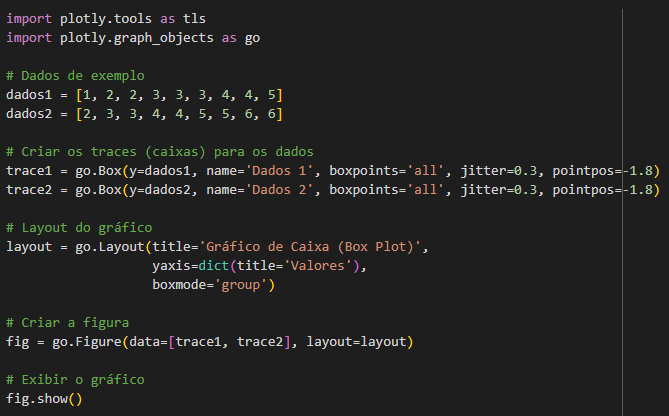 import plotly.tools as tls
import plotly.graph_objects as go
# Dados de exemplo
dados1 = [1, 2, 2, 3, 3, 3, 4, 4, 5]
dados2 = [2, 3, 3, 4, 4, 5, 5, 6, 6]
# Criar os traces (caixas) para os dados
trace1 = go.Box(y=dados1, name='Dados 1', boxpoints='all', jitter=0.3, pointpos=-1.8)
trace2 = go.Box(y=dados2, name='Dados 2', boxpoints='all', jitter=0.3, pointpos=-1.8)
# Layout do gráfico
layout = go.Layout(title='Gráfico de Caixa (Box Plot)',
yaxis=dict(title='Valores'),
boxmode='group')
# Criar a figura
fig = go.Figure(data=[trace1, trace2], layout=layout)
# Exibir o gráfico
fig.show()